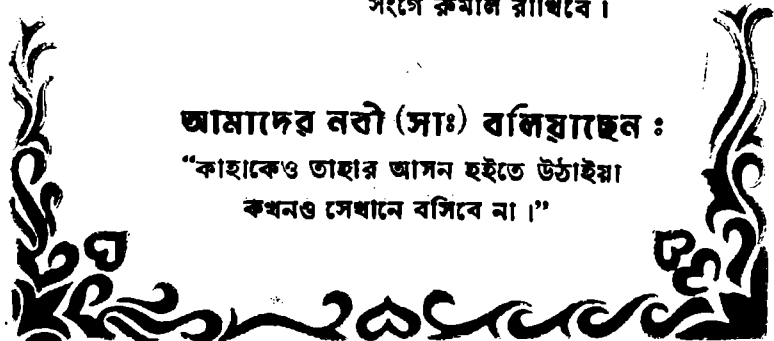 সংগে রুমাল রাখিবে।
আমাদের নবী (সাঃ) বলিয়াছেন :
“কাহাকেও তাহার আসন হইতে উঠাইয়া
কখনও সেখানে বসিবে না।”